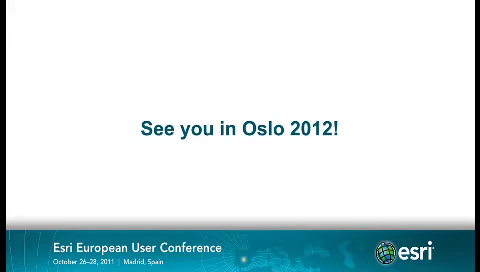 See you in Oslo 2012!
Esri European User Conference
October 26–28, 2011 | Madrid, Spain
esri